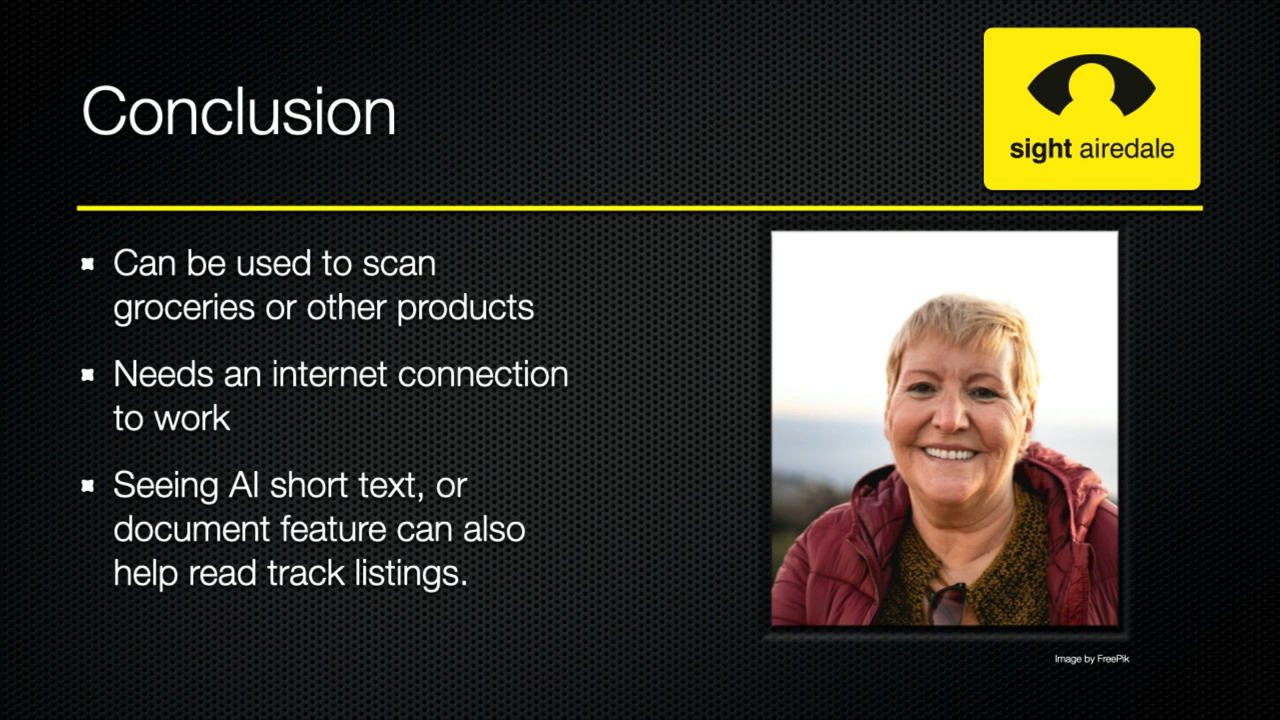 Conclusion
sight airedale
Can be used to scan
groceries or other products
Needs an internet connection
to work
Seeing AI short text, or
document feature can also
help read track listings.
Image by FreePik